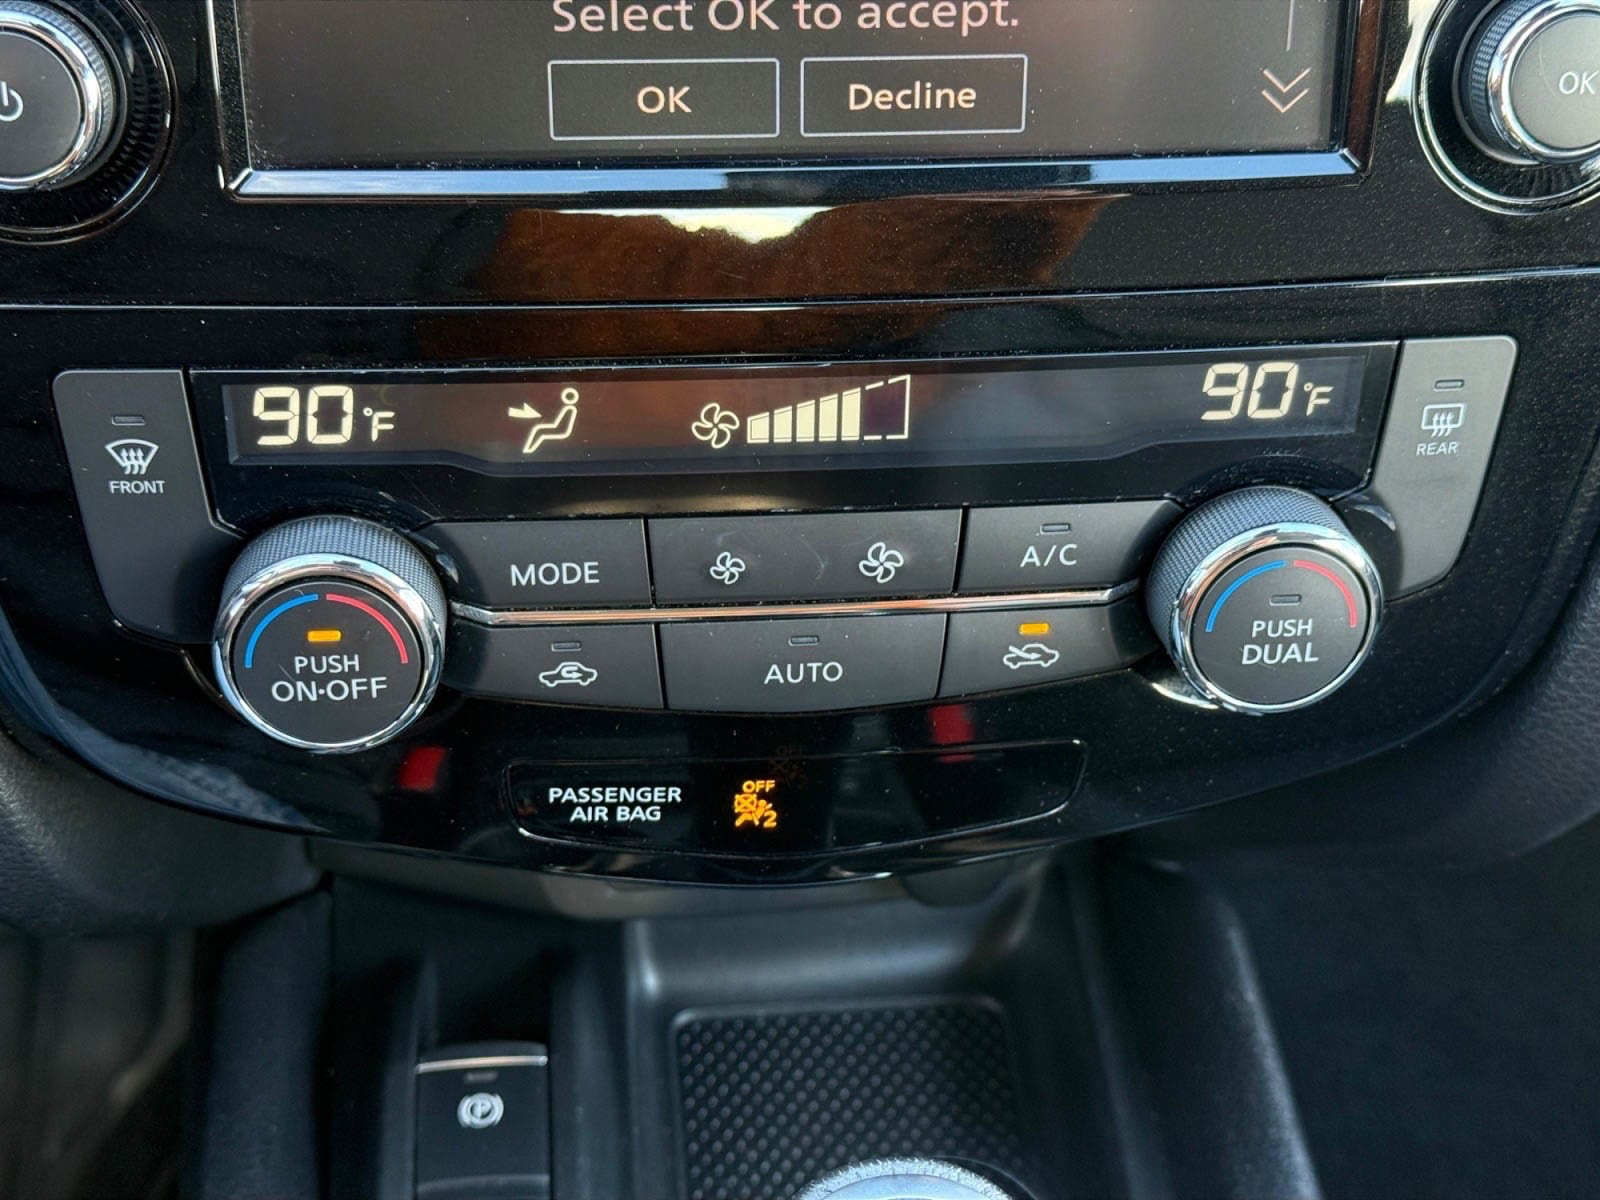 Select OK to accept.
OK Decline
OK
90°F 90°F
FRONT
REAR
MODE
A/C
PUSH
ON•OFF
AUTO
PUSH
DUAL
PASSENGER
AIR BAG
OFF
2
P